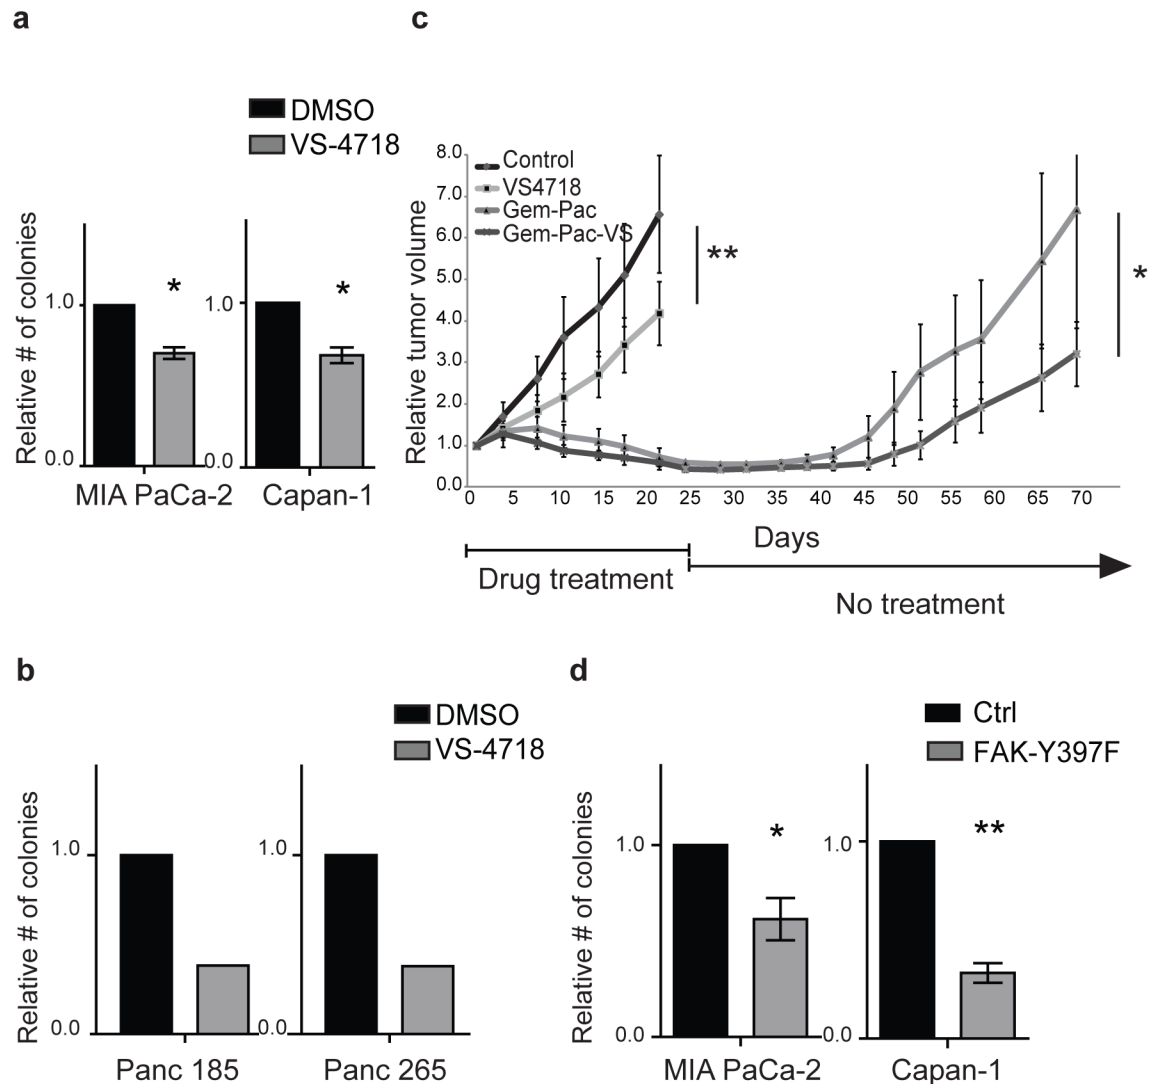 a
DMSO
VS-4718
Relative # of colonies
1.0
0.0
*
MIA PaCa-2
1.0
0.0
*
Capan-1
c
Relative tumor volume
8.0
7.0
6.0
5.0
4.0
3.0
2.0
1.0
0.0
Control
VS4718
Gem-Pac
Gem-Pac-VS
**
*
0 5 10 15 20 25 30 35 40 45 50 55 60 65 70
Days
Drug treatment
No treatment
b
DMSO
VS-4718
Relative # of colonies
1.0
0.0
Panc 185
1.0
0.0
Panc 265
d
Ctrl
FAK-Y397F
Relative # of colonies
1.0
0.0
*
MIA PaCa-2
1.0
0.0
**
Capan-1